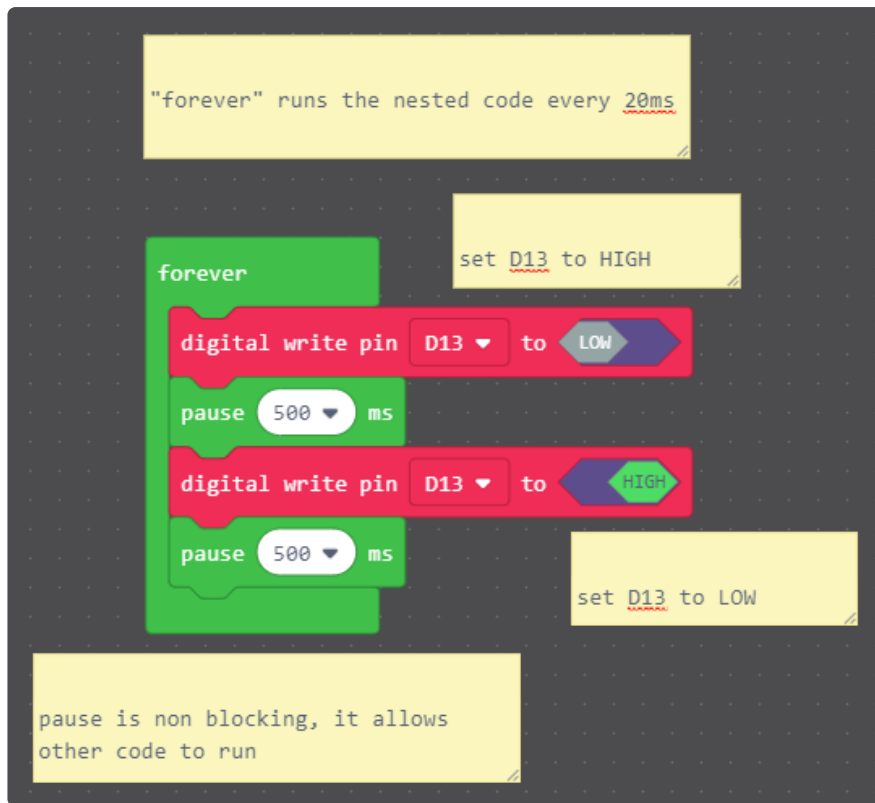 "forever" runs the nested code every 20ms
set D13 to HIGH
forever
digital write pin D13 to LOW
pause 500 ms
digital write pin D13 to HIGH
pause 500 ms
set D13 to LOW
pause is non blocking, it allows
other code to run